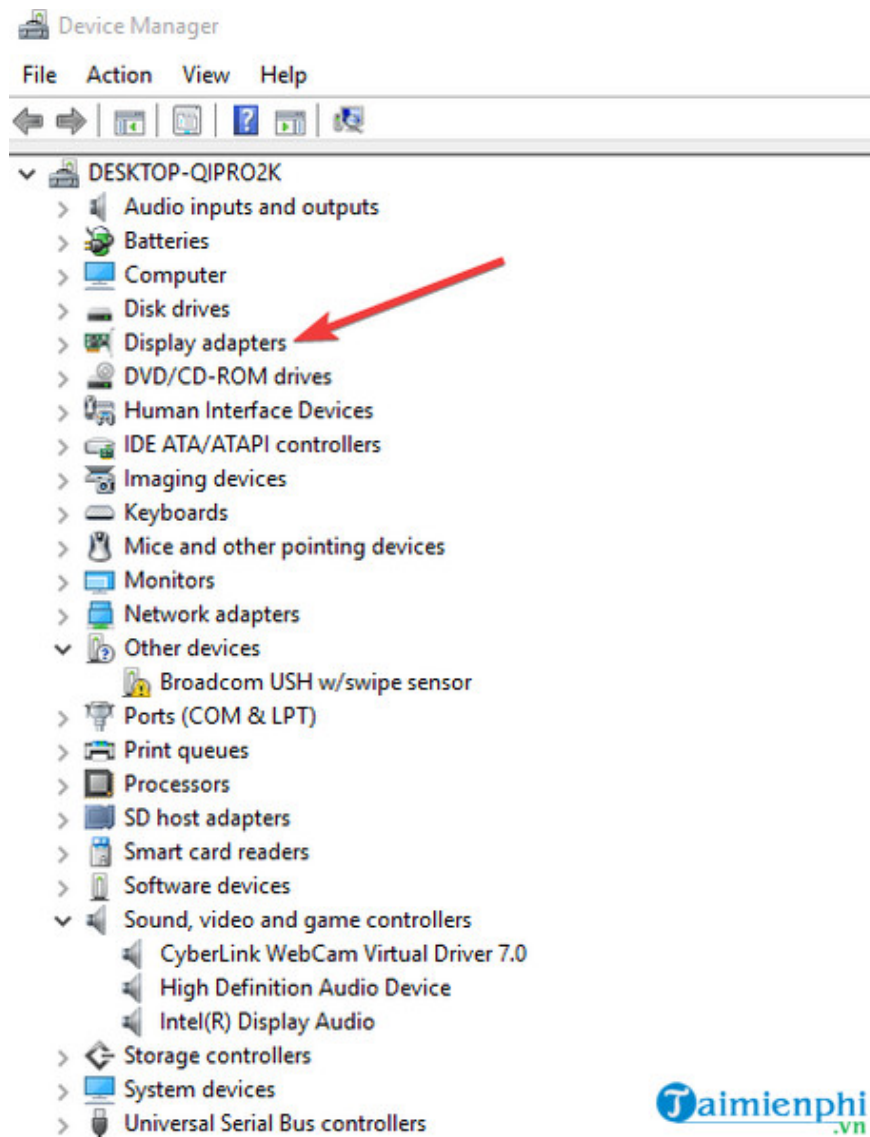 Device Manager
File Action View Help
DESKTOP-QIPRO2K
Audio inputs and outputs
Batteries
Computer
Disk drives
Display adapters
DVD/CD-ROM drives
Human Interface Devices
IDE ATA/ATAPI controllers
Imaging devices
Keyboards
Mice and other pointing devices
Monitors
Network adapters
Other devices
Broadcom USH w/swipe sensor
Ports (COM & LPT)
Print queues
Processors
SD host adapters
Smart card readers
Software devices
Sound, video and game controllers
CyberLink WebCam Virtual Driver 7.0
High Definition Audio Device
Intel(R) Display Audio
Storage controllers
System devices
Universal Serial Bus controllers
Taimienphi
.vn